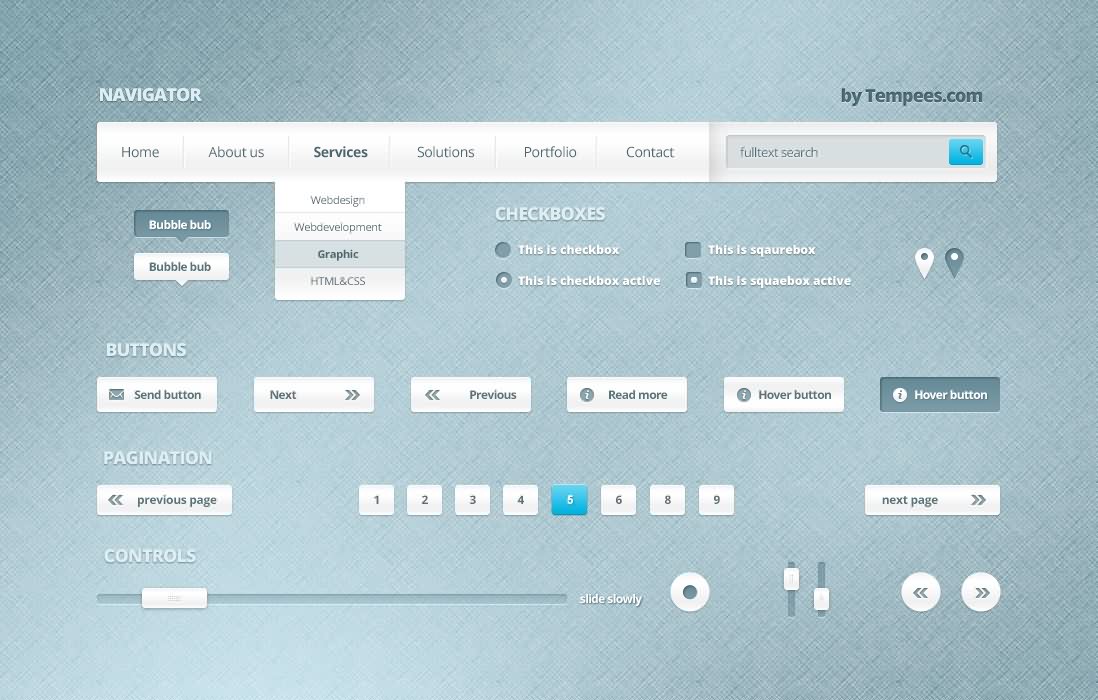 NAVIGATOR
by Tempees.com
Home About us Services Solutions Portfolio Contact fulltext search
Webdesign
Webdevelopment
Graphic
HTML&CSS
Bubble bub
Bubble bub
CHECKBOXES
This is checkbox This is sqaurebox
This is checkbox active This is squaebox active
BUTTONS
Send button Next Previous Read more Hover button Hover button
PAGINATION
previous page 1 2 3 4 5 6 8 9 next page
CONTROLS
slide slowly